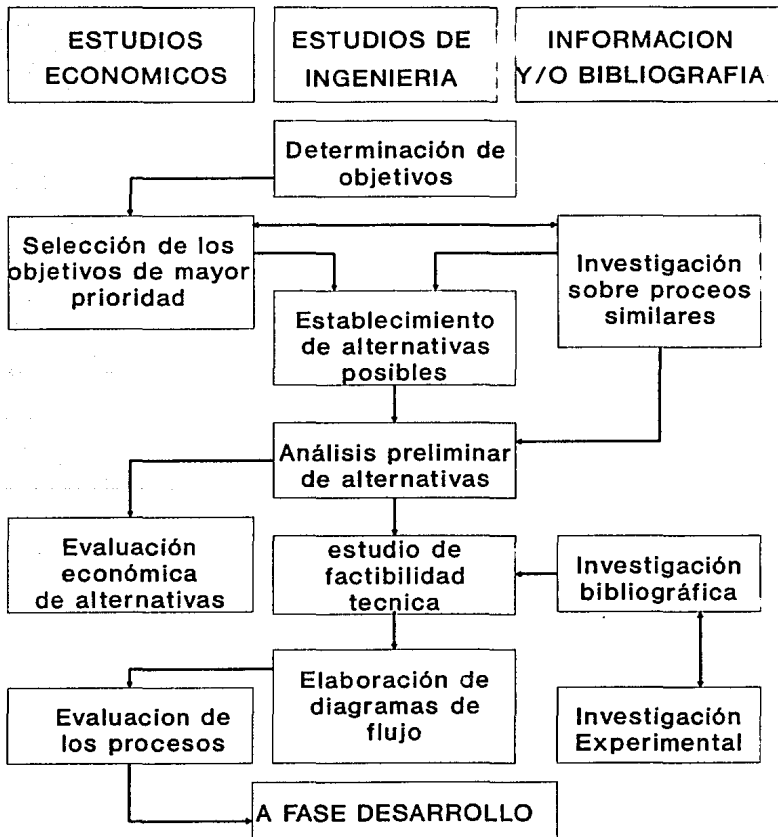 ESTUDIOS
ECONOMICOS
ESTUDIOS DE
INGENIERIA
INFORMACION
Y/O BIBLIOGRAFIA
Determinación de
objetivos
Selección de los
objetivos de mayor
prioridad
Investigación
sobre proceos
similares
Establecimiento
de alternativas
posibles
Análisis preliminar
de alternativas
Evaluación
económica
de alternativas
estudio de
factibilidad
tecnica
Investigación
bibliográfica
Elaboración de
diagramas de
flujo
Evaluacion de
los procesos
Investigación
Experimental
A FASE DESARROLLO